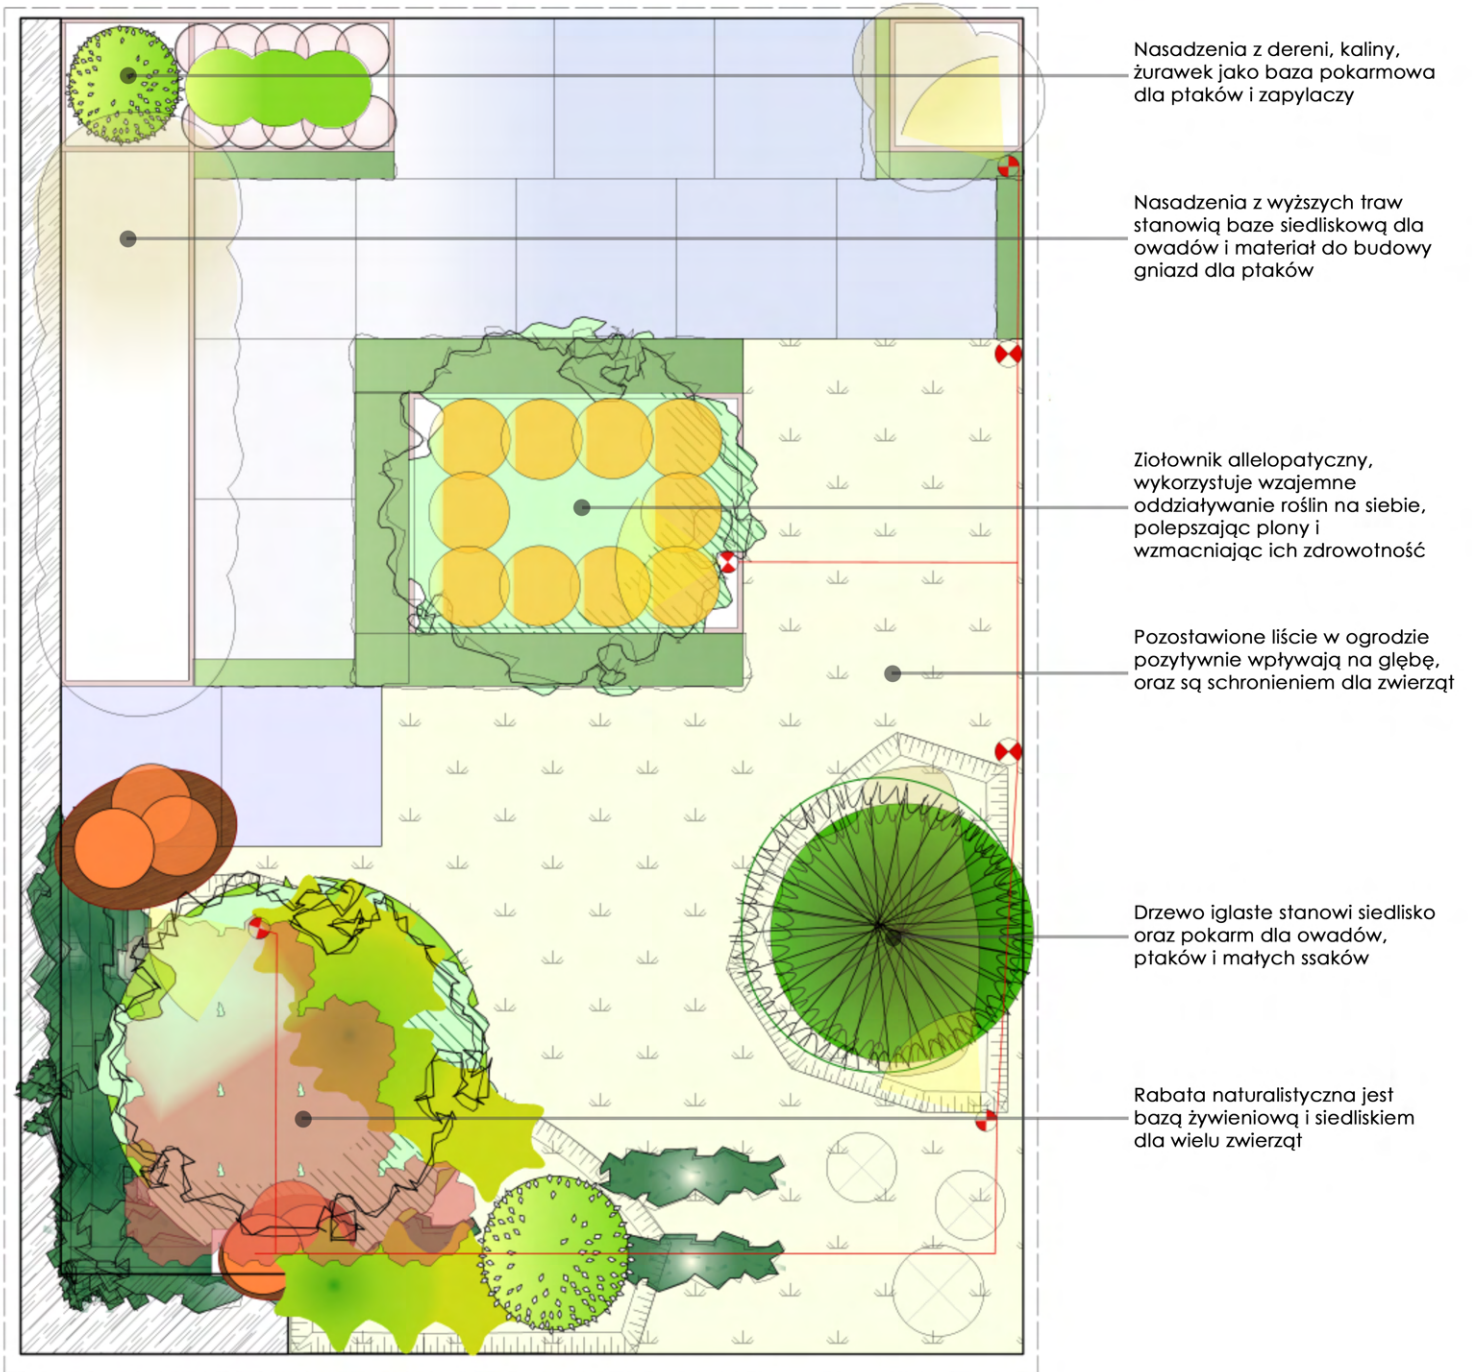 Nasadzenia z dereni, kaliny,
żurawek jako baza pokarmowa
dla ptaków i zapylaczy
Nasadzenia z wyższych traw
stanowią baze siedliskową dla
owadów i materiał do budowy
gniazd dla ptaków
Ziołownik allelopatyczny,
wykorzystuje wzajemne
oddziaływanie roślin na siebie,
polepszając plony i
wzmacniając ich zdrowotność
Pozostawione liście w ogrodzie
pozytywnie wpływają na glębę,
oraz są schronieniem dla zwierząt
Drzewo iglaste stanowi siedlisko
oraz pokarm dla owadów,
ptaków i małych ssaków
Rabata naturalistyczna jest
bazą żywieniową i siedliskiem
dla wielu zwierząt